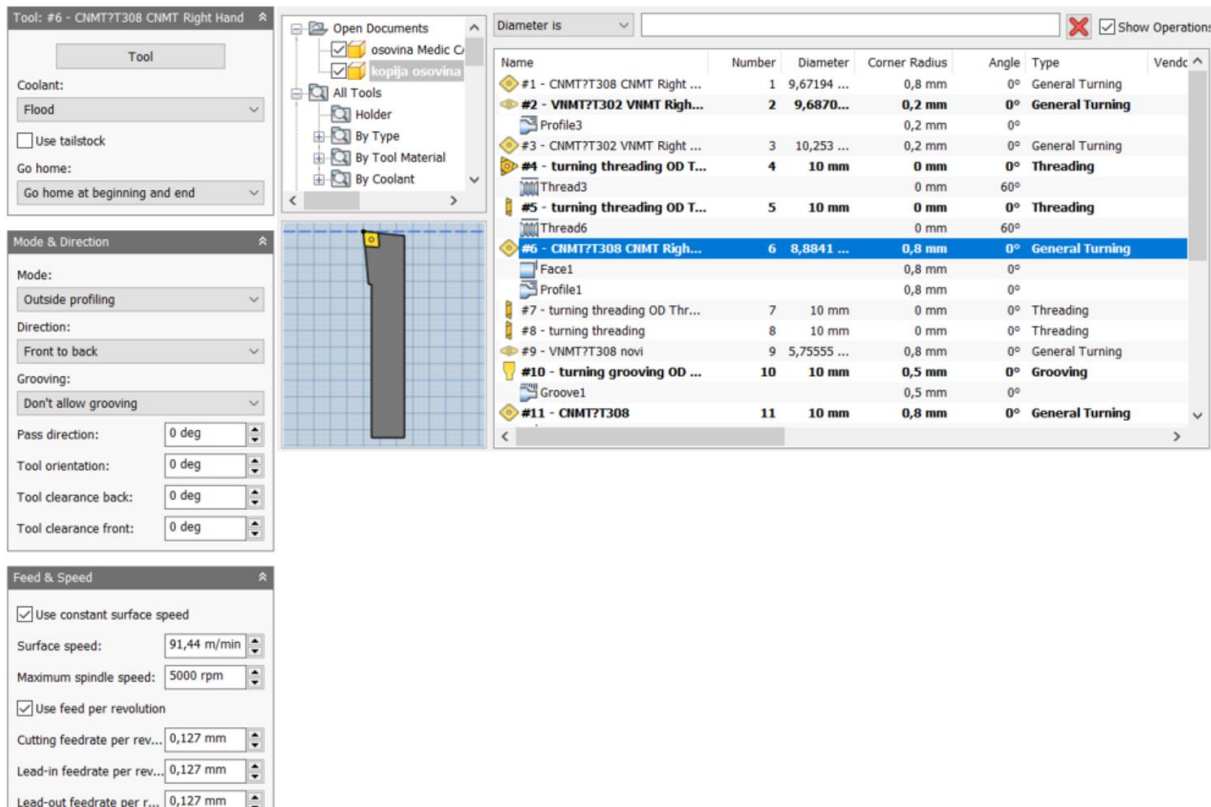 Tool: #6 - CNMT?T308 CNMT Right Hand
Tool
Coolant:
Flood
Use tailstock
Go home:
Go home at beginning and end
Mode & Direction
Mode:
Outside profiling
Direction:
Front to back
Grooving:
Don't allow grooving
Pass direction: 0 deg
Tool orientation: 0 deg
Tool clearance back: 0 deg
Tool clearance front: 0 deg
Feed & Speed
Use constant surface speed
Surface speed: 91,44 m/min
Maximum spindle speed: 5000 rpm
Use feed per revolution
Cutting feedrate per rev... 0,127 mm
Lead-in feedrate per rev... 0,127 mm
Lead-out feedrate per r... 0,127 mm
Open Documents
osovina Medic C
kopija osovina
All Tools
Holder
By Type
By Tool Material
By Coolant
Diameter is
Show Operations
Name Number Diameter Corner Radius Angle Type Vendc
#1 - CNMT?T308 CNMT Right ... 1 9,67194 ... 0,8 mm 0° General Turning
#2 - VNMT?T302 VNMT Righ... 2 9,6870... 0,2 mm 0° General Turning
Profile3 0,2 mm 0°
#3 - CNMT?T302 VNMT Right ... 3 10,253 ... 0,2 mm 0° General Turning
#4 - turning threading OD T... 4 10 mm 0 mm 0° Threading
Thread3 0 mm 60°
#5 - turning threading OD T... 5 10 mm 0 mm 0° Threading
Thread6 0 mm 60°
#6 - CNMT?T308 CNMT Righ... 6 8,8841 ... 0,8 mm 0° General Turning
Face1 0,8 mm 0°
Profile1 0,8 mm 0°
#7 - turning threading OD Thr... 7 10 mm 0 mm 0° Threading
#8 - turning threading 8 10 mm 0 mm 0° Threading
#9 - VNMT?T308 novi 9 5,75555 ... 0,8 mm 0° General Turning
#10 - turning grooving OD ... 10 10 mm 0,5 mm 0° Grooving
Groove1 0,5 mm 0°
#11 - CNMT?T308 11 10 mm 0,8 mm 0° General Turning